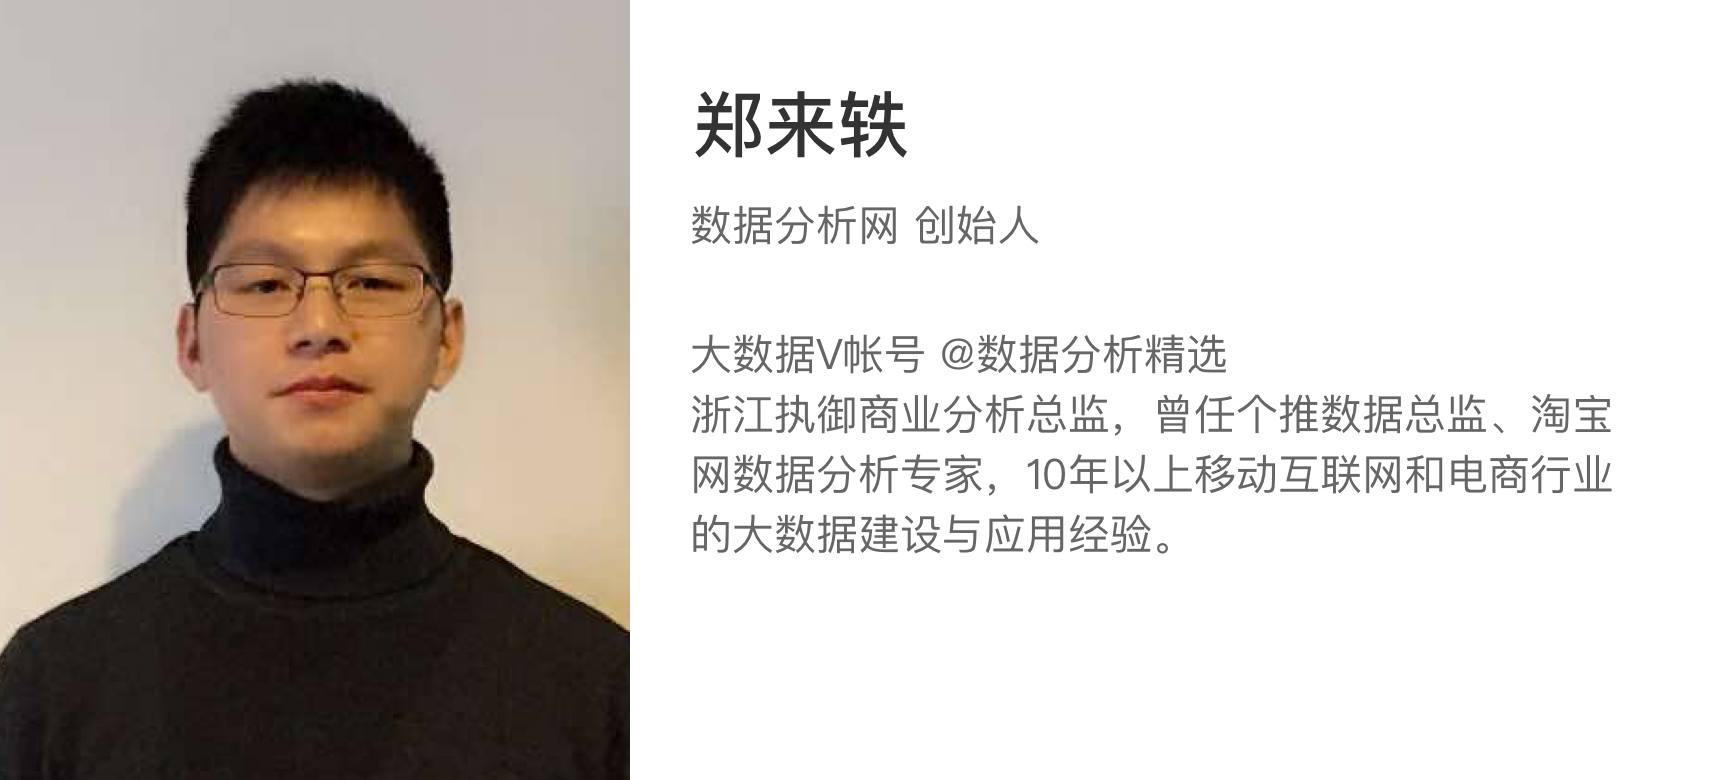 郑来轶
数据分析网 创始人
大数据V帐号 @数据分析精选
浙江执御商业分析总监，曾任个推数据总监、淘宝
网数据分析专家，10年以上移动互联网和电商行业
的大数据建设与应用经验。